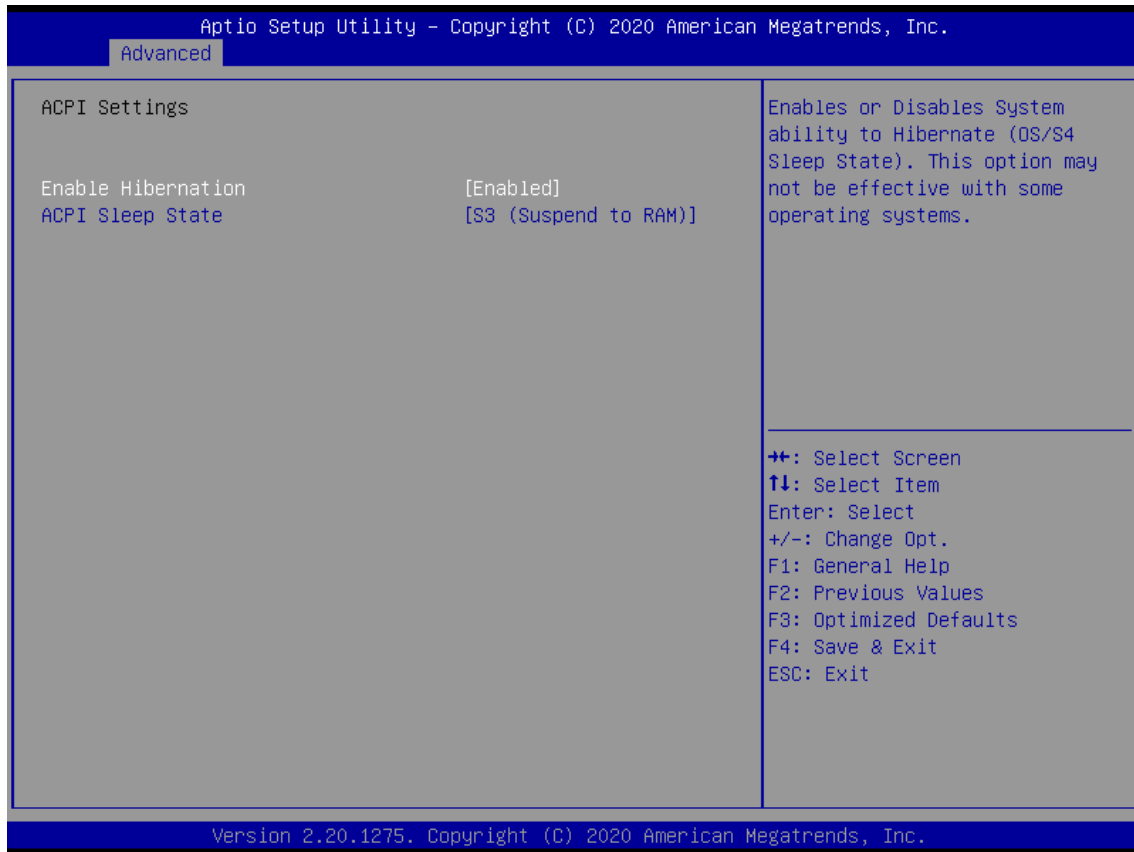 Aptio Setup Utility – Copyright (C) 2020 American Megatrends, Inc.
Advanced
ACPI Settings
Enable Hibernation [Enabled]
ACPI Sleep State [S3 (Suspend to RAM)]
Enables or Disables System
ability to Hibernate (OS/S4
Sleep State). This option may
not be effective with some
operating systems.
→←: Select Screen
↑↓: Select Item
Enter: Select
+/-: Change Opt.
F1: General Help
F2: Previous Values
F3: Optimized Defaults
F4: Save & Exit
ESC: Exit
Version 2.20.1275. Copyright (C) 2020 American Megatrends, Inc.